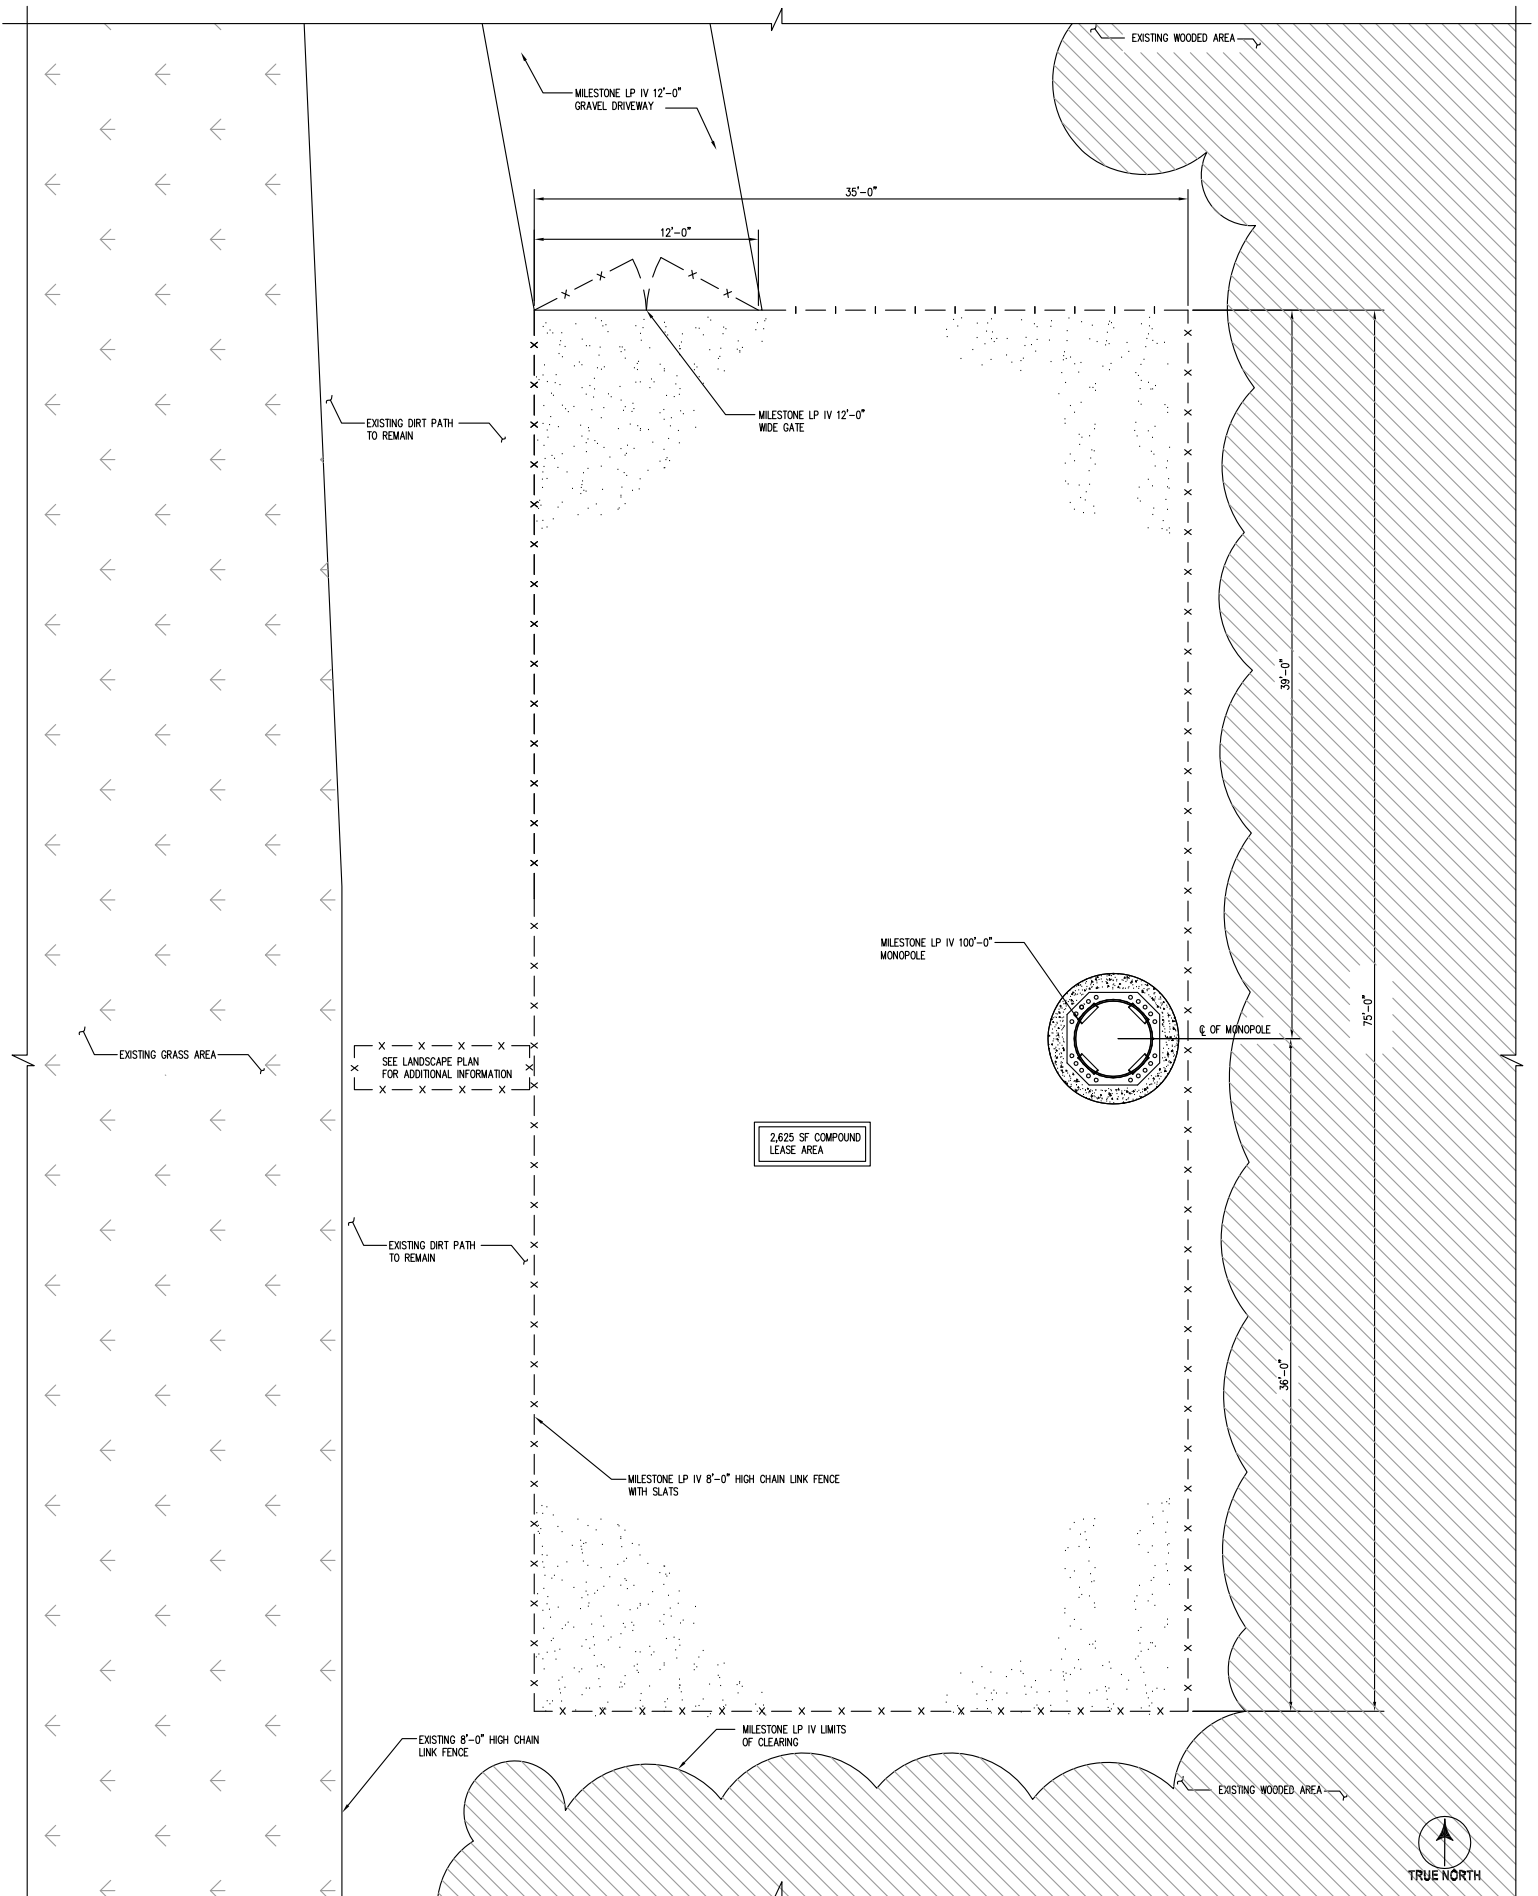 EXISTING WOODED AREA
MILESTONE LP IV 12'-0"
GRAVEL DRIVEWAY
35'-0"
12'-0"
MILESTONE LP IV 12'-0"
WIDE GATE
EXISTING DIRT PATH
TO REMAIN
39'-0"
MILESTONE LP IV 100'-0"
MONOPOLE
75'-0"
℄ OF MONOPOLE
EXISTING GRASS AREA
SEE LANDSCAPE PLAN
FOR ADDITIONAL INFORMATION
2,625 SF COMPOUND
LEASE AREA
EXISTING DIRT PATH
TO REMAIN
36'-0"
MILESTONE LP IV 8'-0" HIGH CHAIN LINK FENCE
WITH SLATS
MILESTONE LP IV LIMITS
OF CLEARING
EXISTING 8'-0" HIGH CHAIN
LINK FENCE
EXISTING WOODED AREA
TRUE NORTH